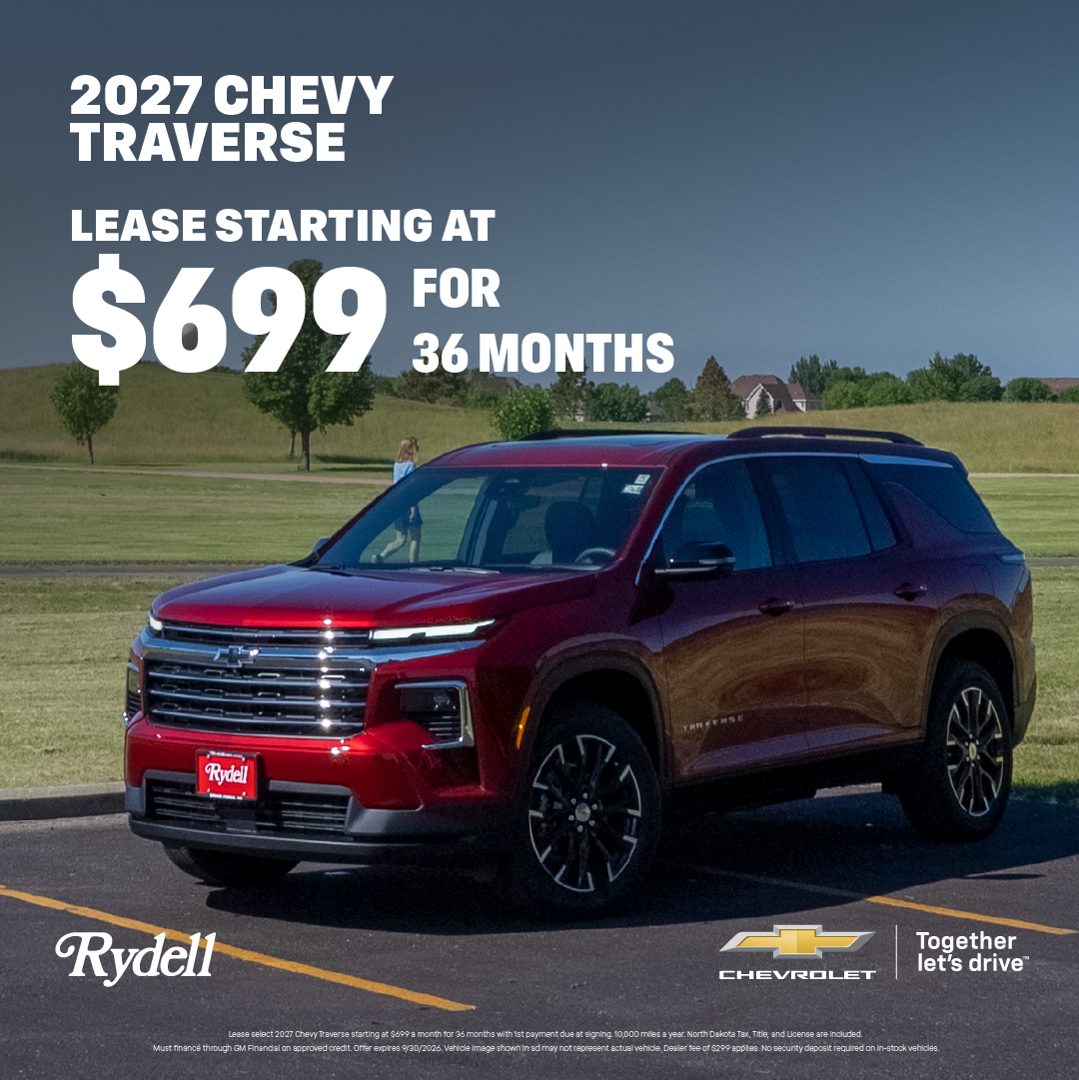 2027 CHEVY
TRAVERSE
LEASE STARTING AT
$699 FOR
36 MONTHS
TRAVERSE
Rydell
Rydell
CHEVROLET
Together
let's drive™
Lease select 2027 Chevy Traverse starting at $699 a month for 36 months with 1st payment due at signing. 10,000 miles a year. North Dakota Tax, Title, and License are included.
Must finance through GM Financial on approved credit. Offer expires 9/30/2026. Vehicle image shown in ad may not represent actual vehicle. Dealer fee of $299 applies. No security deposit required on in-stock vehicles.